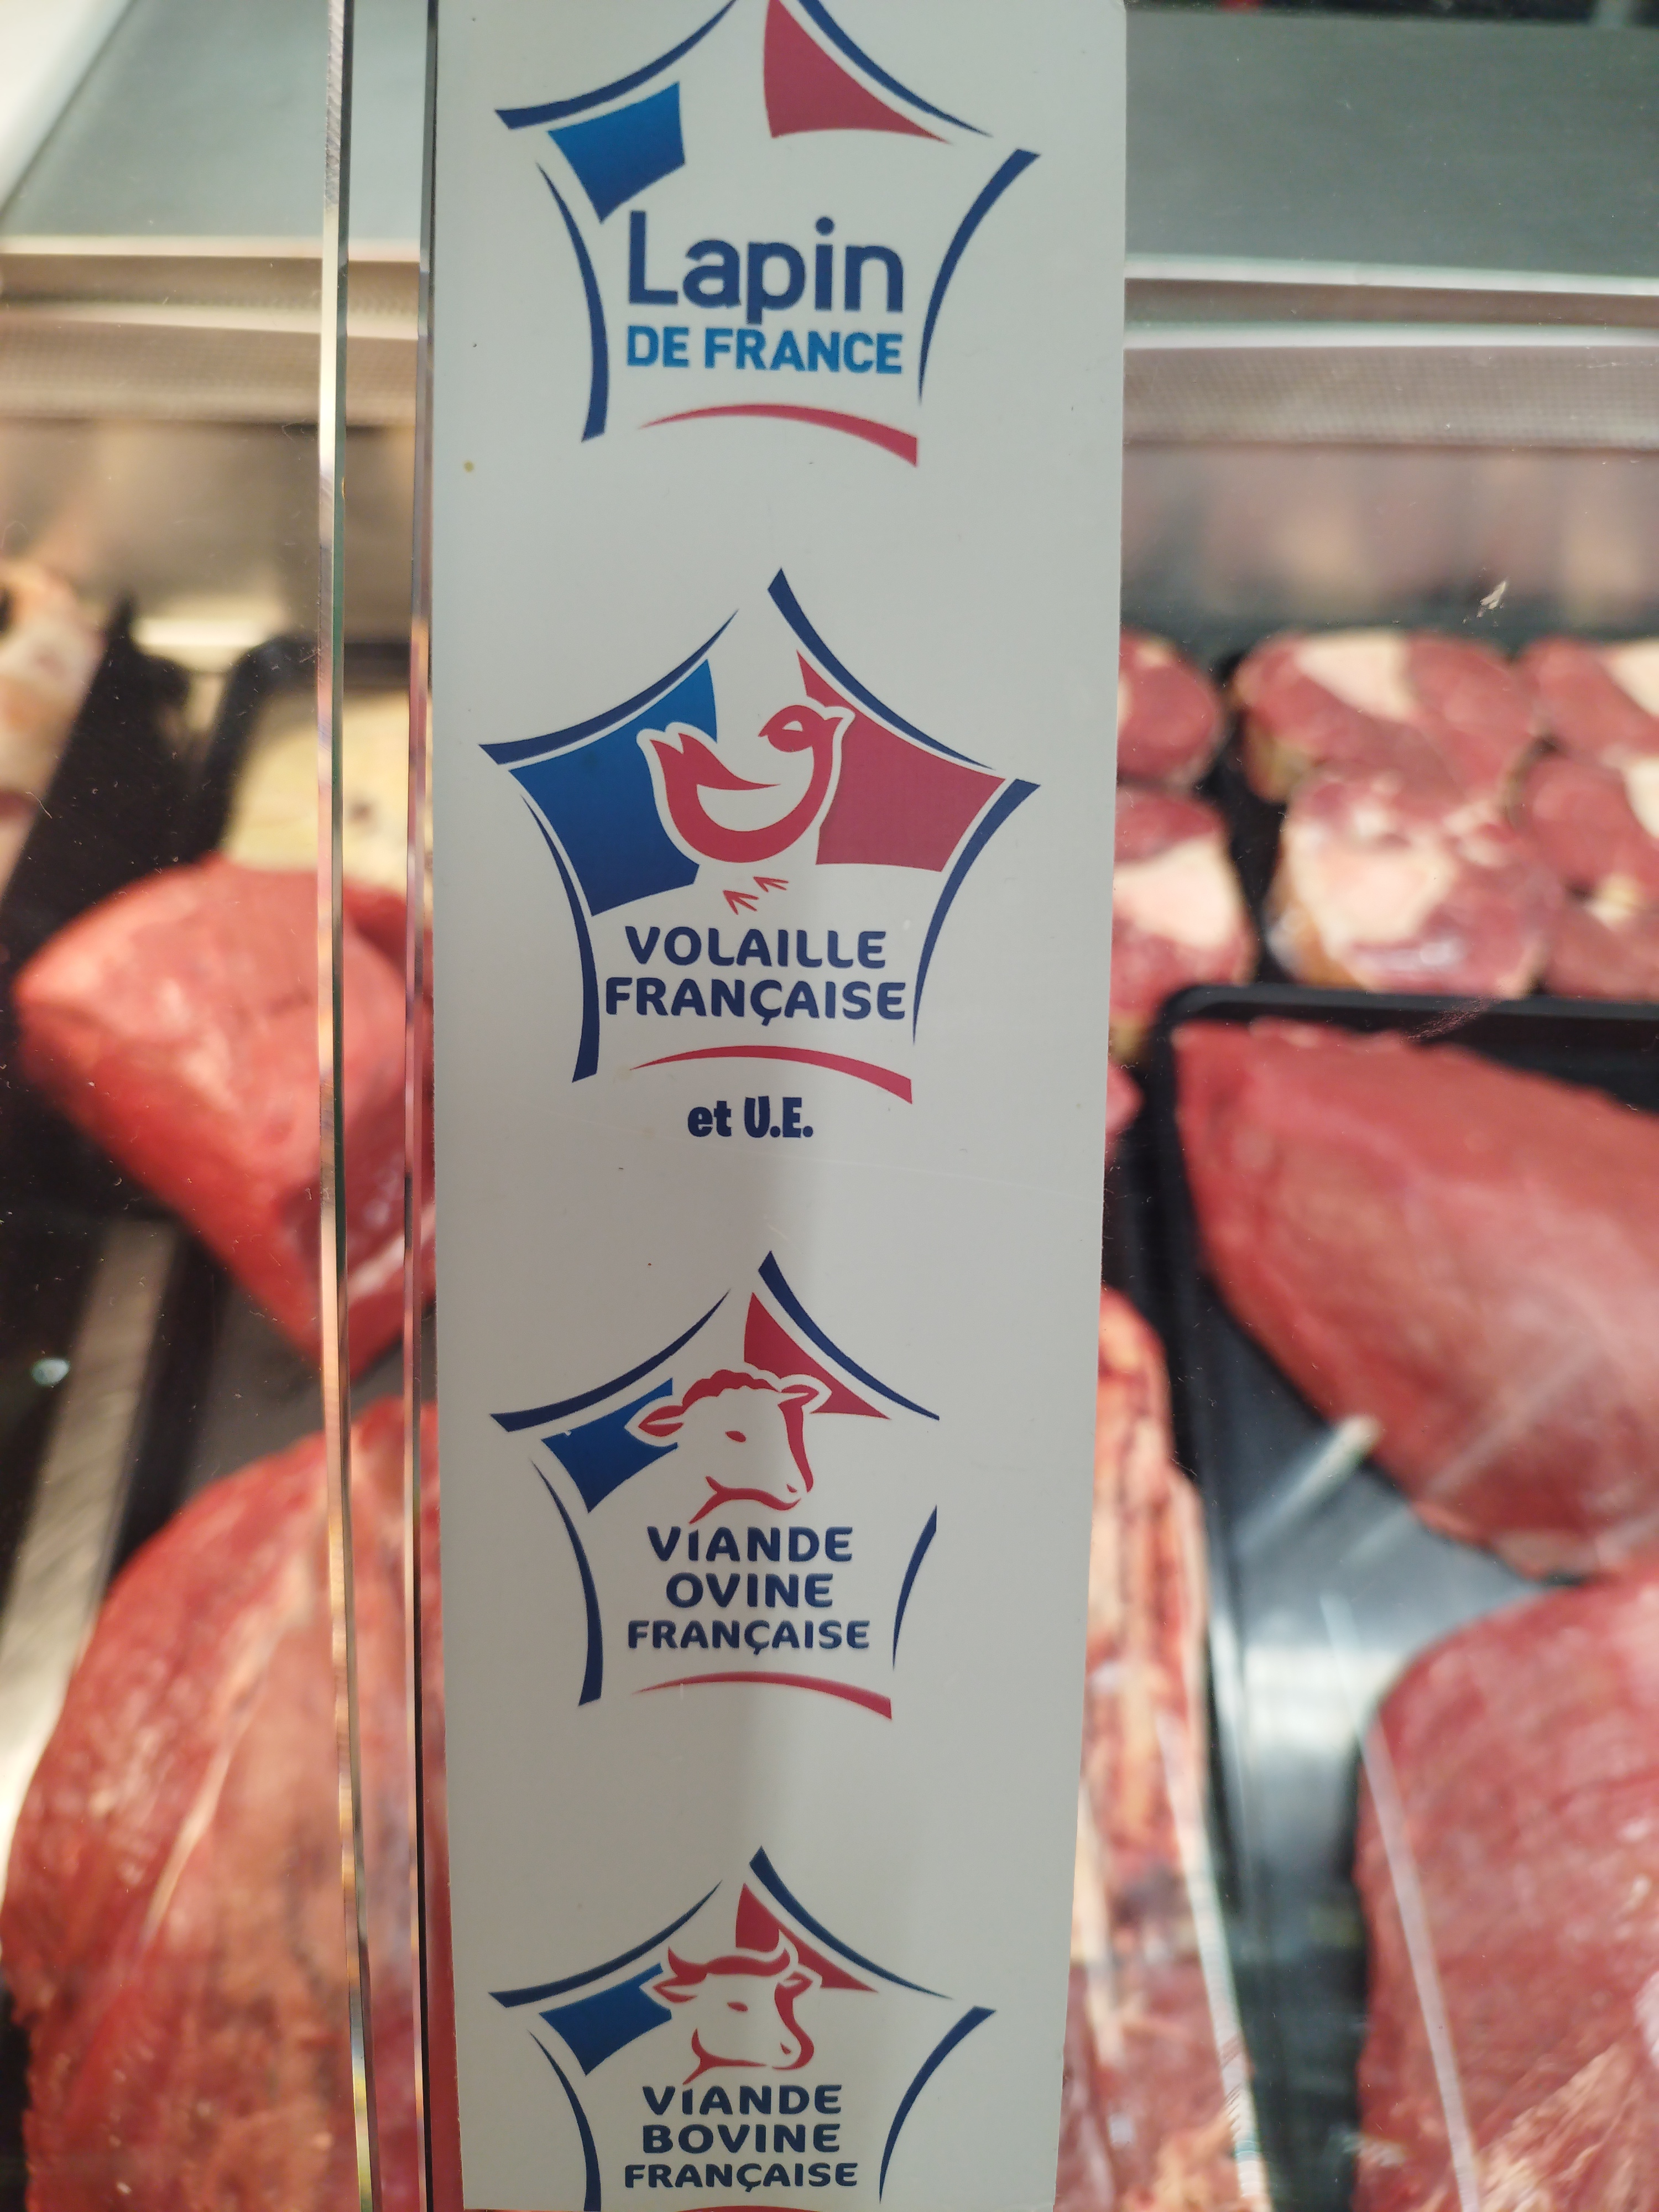 Lapin
DE FRANCE
VOLAILLE
FRANÇAISE
et U.E.
VIANDE
OVINE
FRANÇAISE
VIANDE
BOVINE
FRANÇAISE